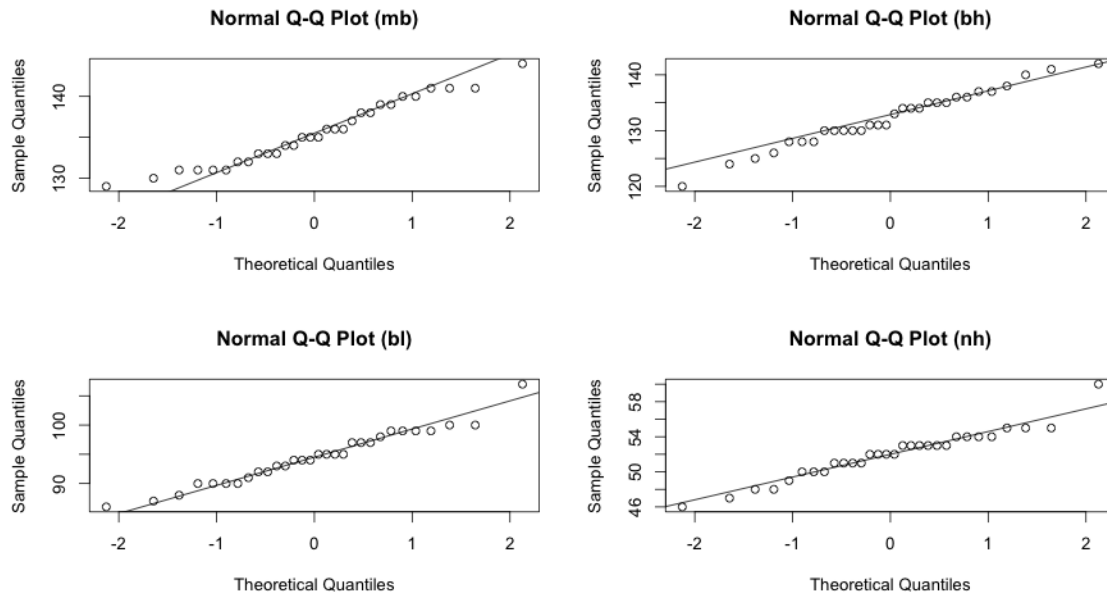 Normal Q-Q Plot (mb)
Sample Quantiles
130 140
-2 -1 0 1 2
Theoretical Quantiles
Normal Q-Q Plot (bh)
Sample Quantiles
120 130 140
-2 -1 0 1 2
Theoretical Quantiles
Normal Q-Q Plot (bl)
Sample Quantiles
90 100
-2 -1 0 1 2
Theoretical Quantiles
Normal Q-Q Plot (nh)
Sample Quantiles
46 50 54 58
-2 -1 0 1 2
Theoretical Quantiles